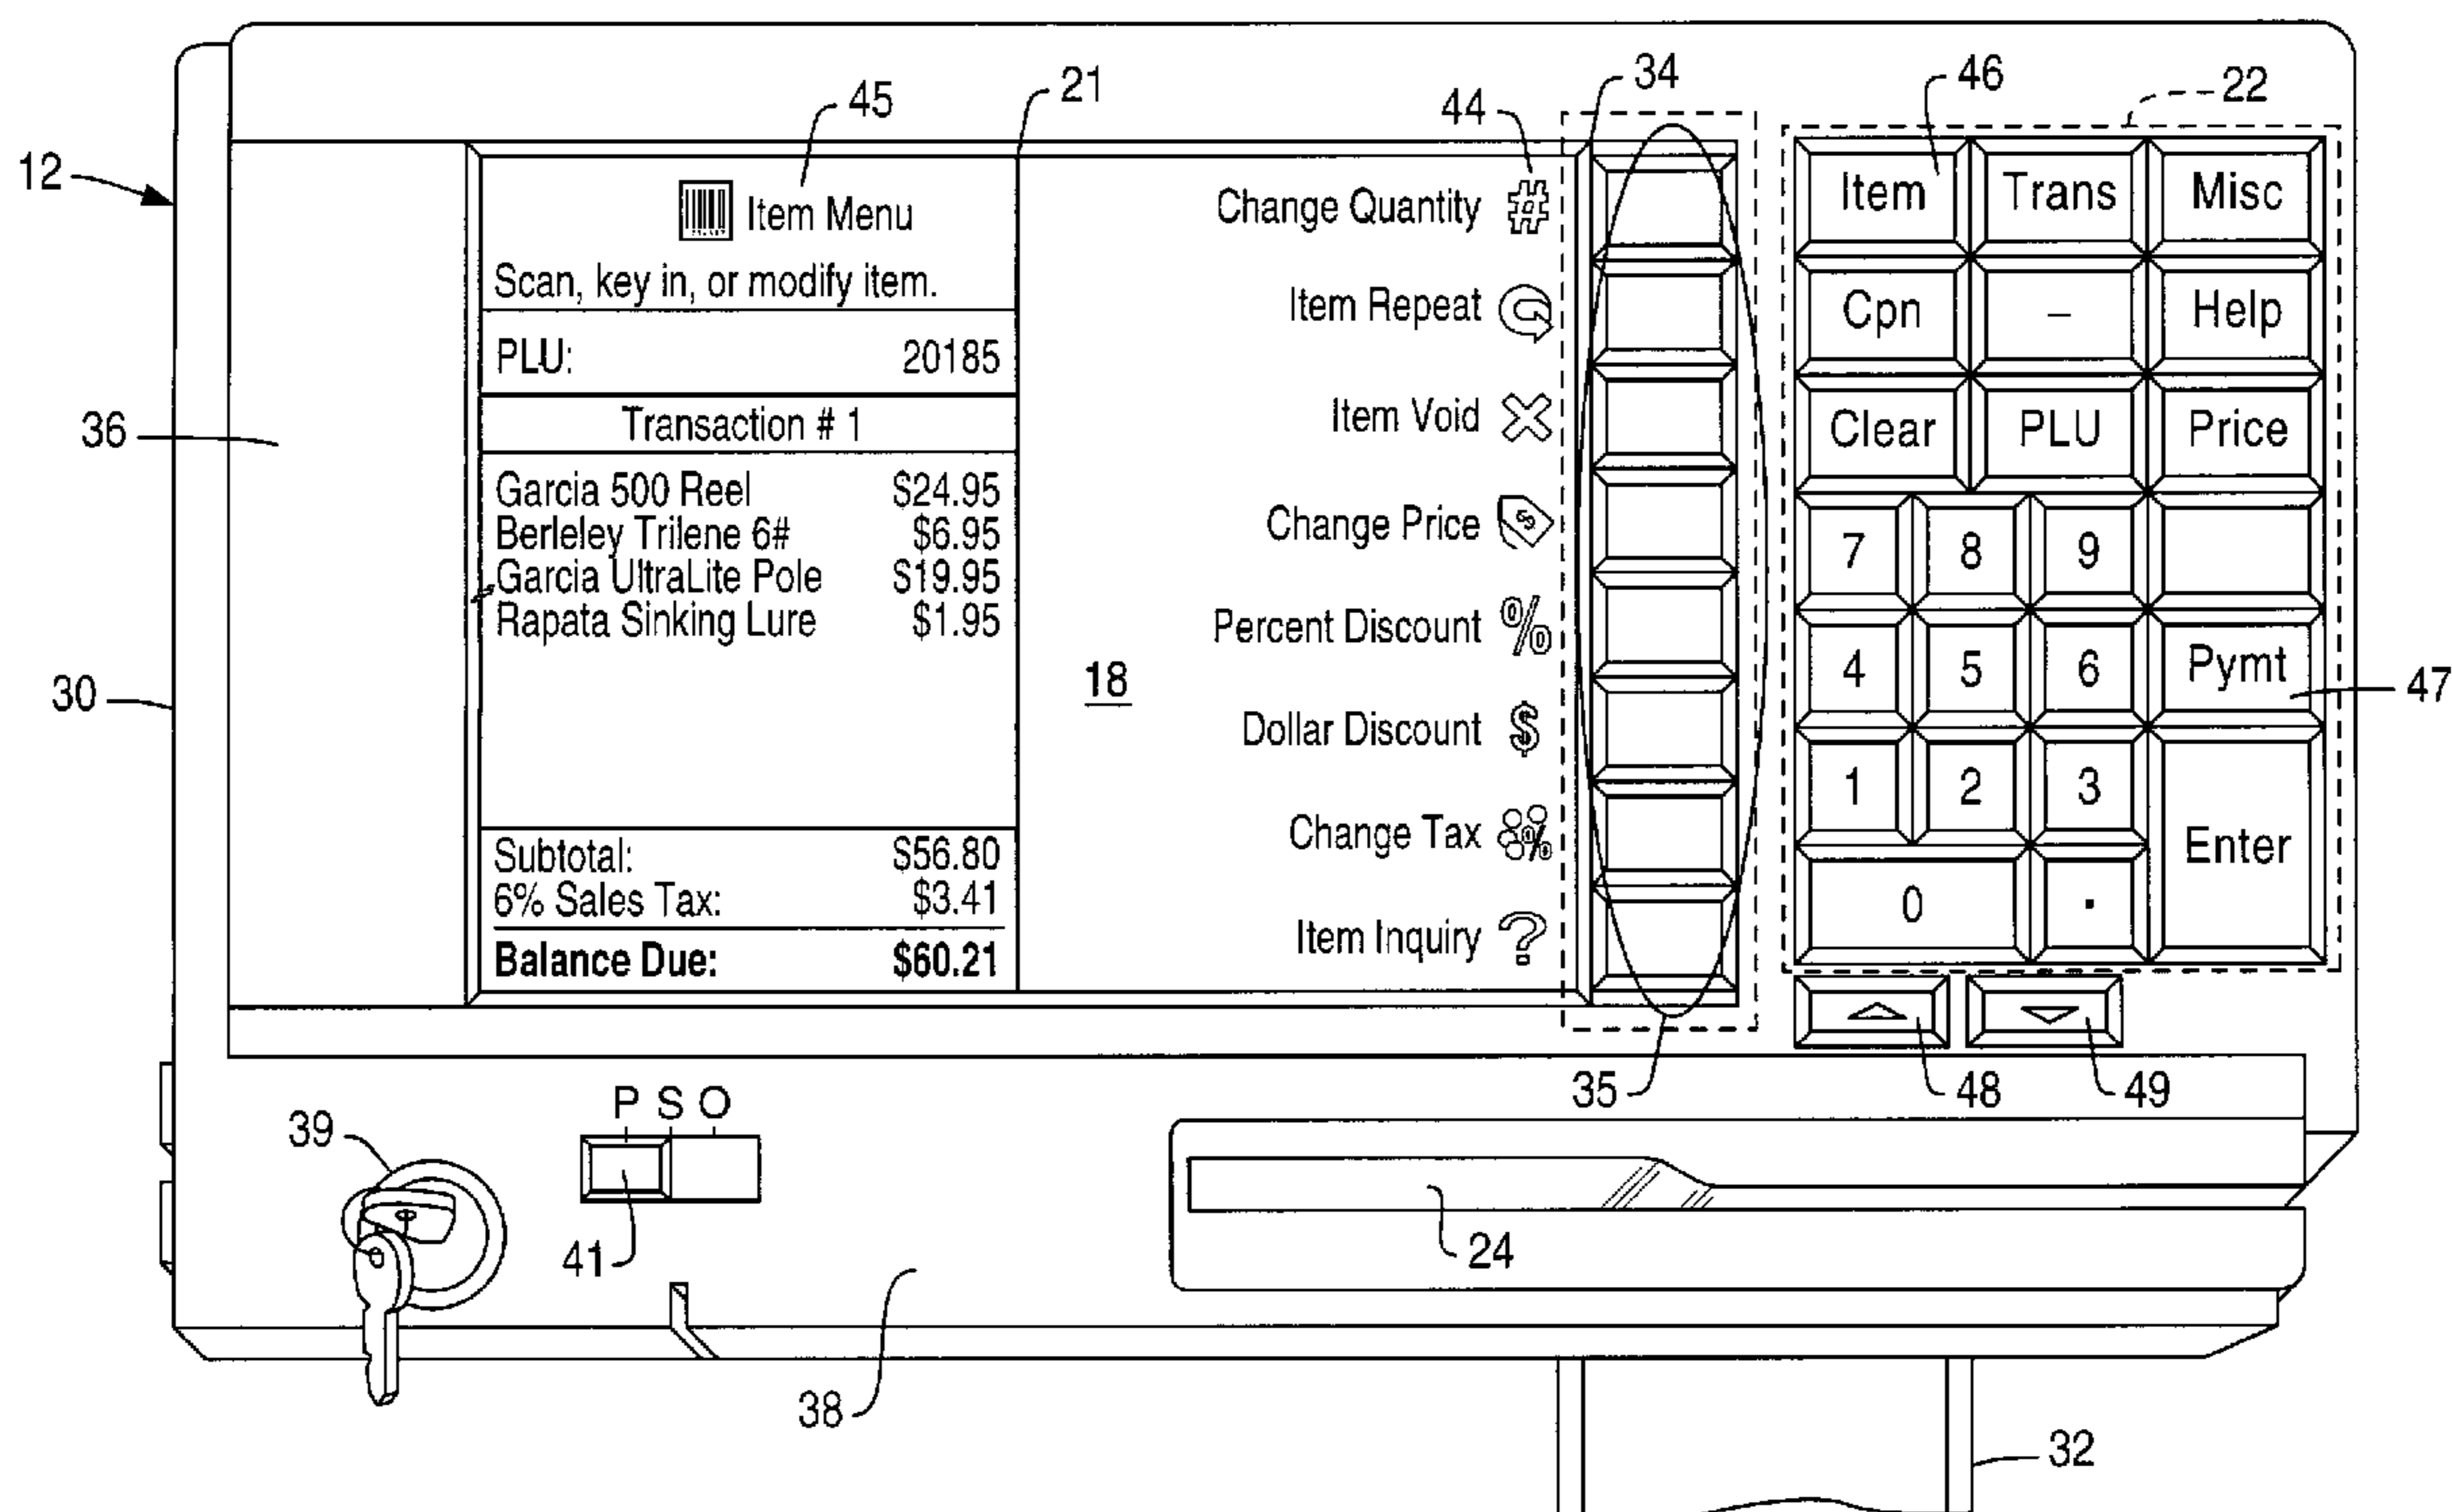 12
45
21
44
34
46
22
36
30
18
47
Item Menu
Scan, key in, or modify item.
PLU: 20185
Transaction # 1
Garcia 500 Reel $24.95
Berleley Trilene 6# $6.95
Garcia UltraLite Pole $19.95
Rapata Sinking Lure $1.95
Subtotal: $56.80
6% Sales Tax: $3.41
Balance Due: $60.21
Change Quantity #
Item Repeat
Item Void
Change Price $
Percent Discount %
Dollar Discount $
Change Tax %
Item Inquiry ?
Item Trans Misc
Cpn – Help
Clear PLU Price
7 8 9
4 5 6 Pymt
1 2 3
Enter
0 .
35
48
49
P S O
39
41
24
38
32